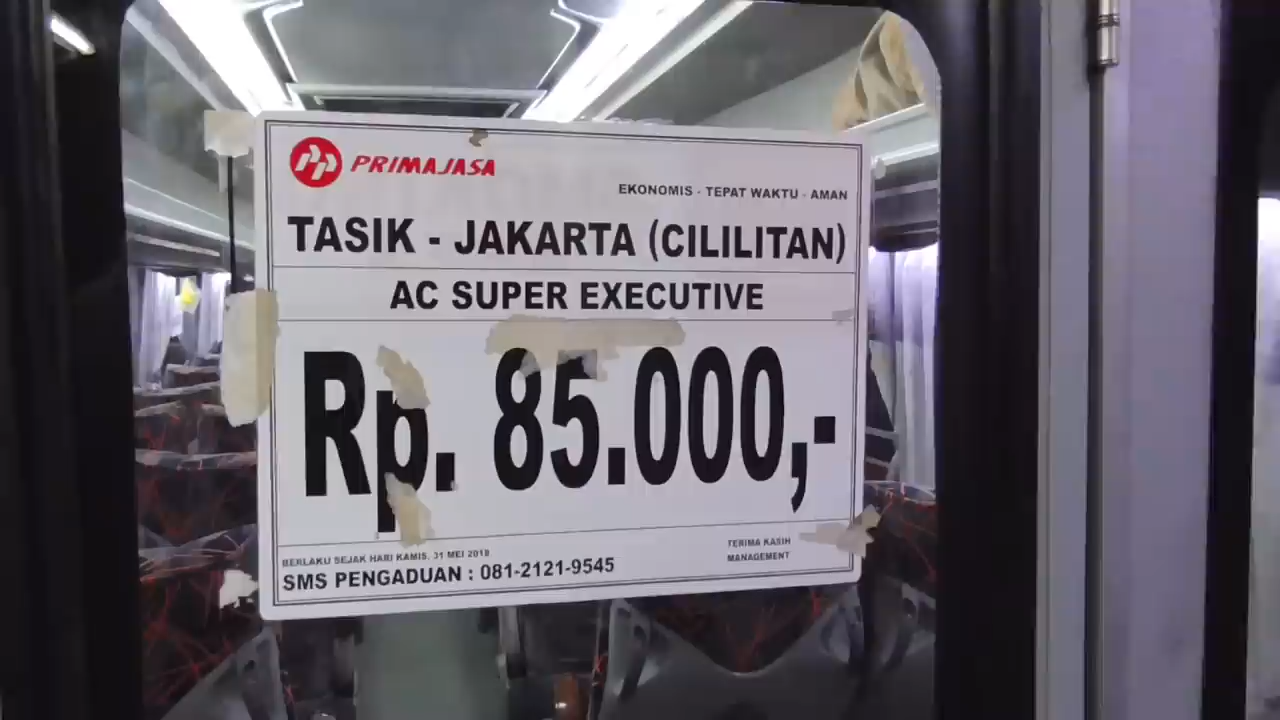 PRIMAJASA
EKONOMIS - TEPAT WAKTU - AMAN
TASIK - JAKARTA (CILILITAN)
AC SUPER EXECUTIVE
Rp. 85.000,-
BERLAKU SEJAK HARI KAMIS, 31 MEI 2018
SMS PENGADUAN : 081-2121-9545
TERIMA KASIH
MANAGEMENT